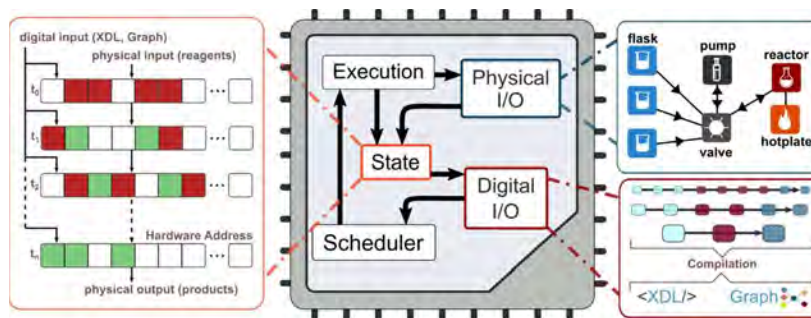 digital input (XDL, Graph)
physical input (reagents)
t0
t1
t2
tn
Hardware Address
physical output (products)
Execution
Physical
I/O
State
Digital
I/O
Scheduler
flask
pump
reactor
valve
hotplate
Compilation
<XDL/>
Graph